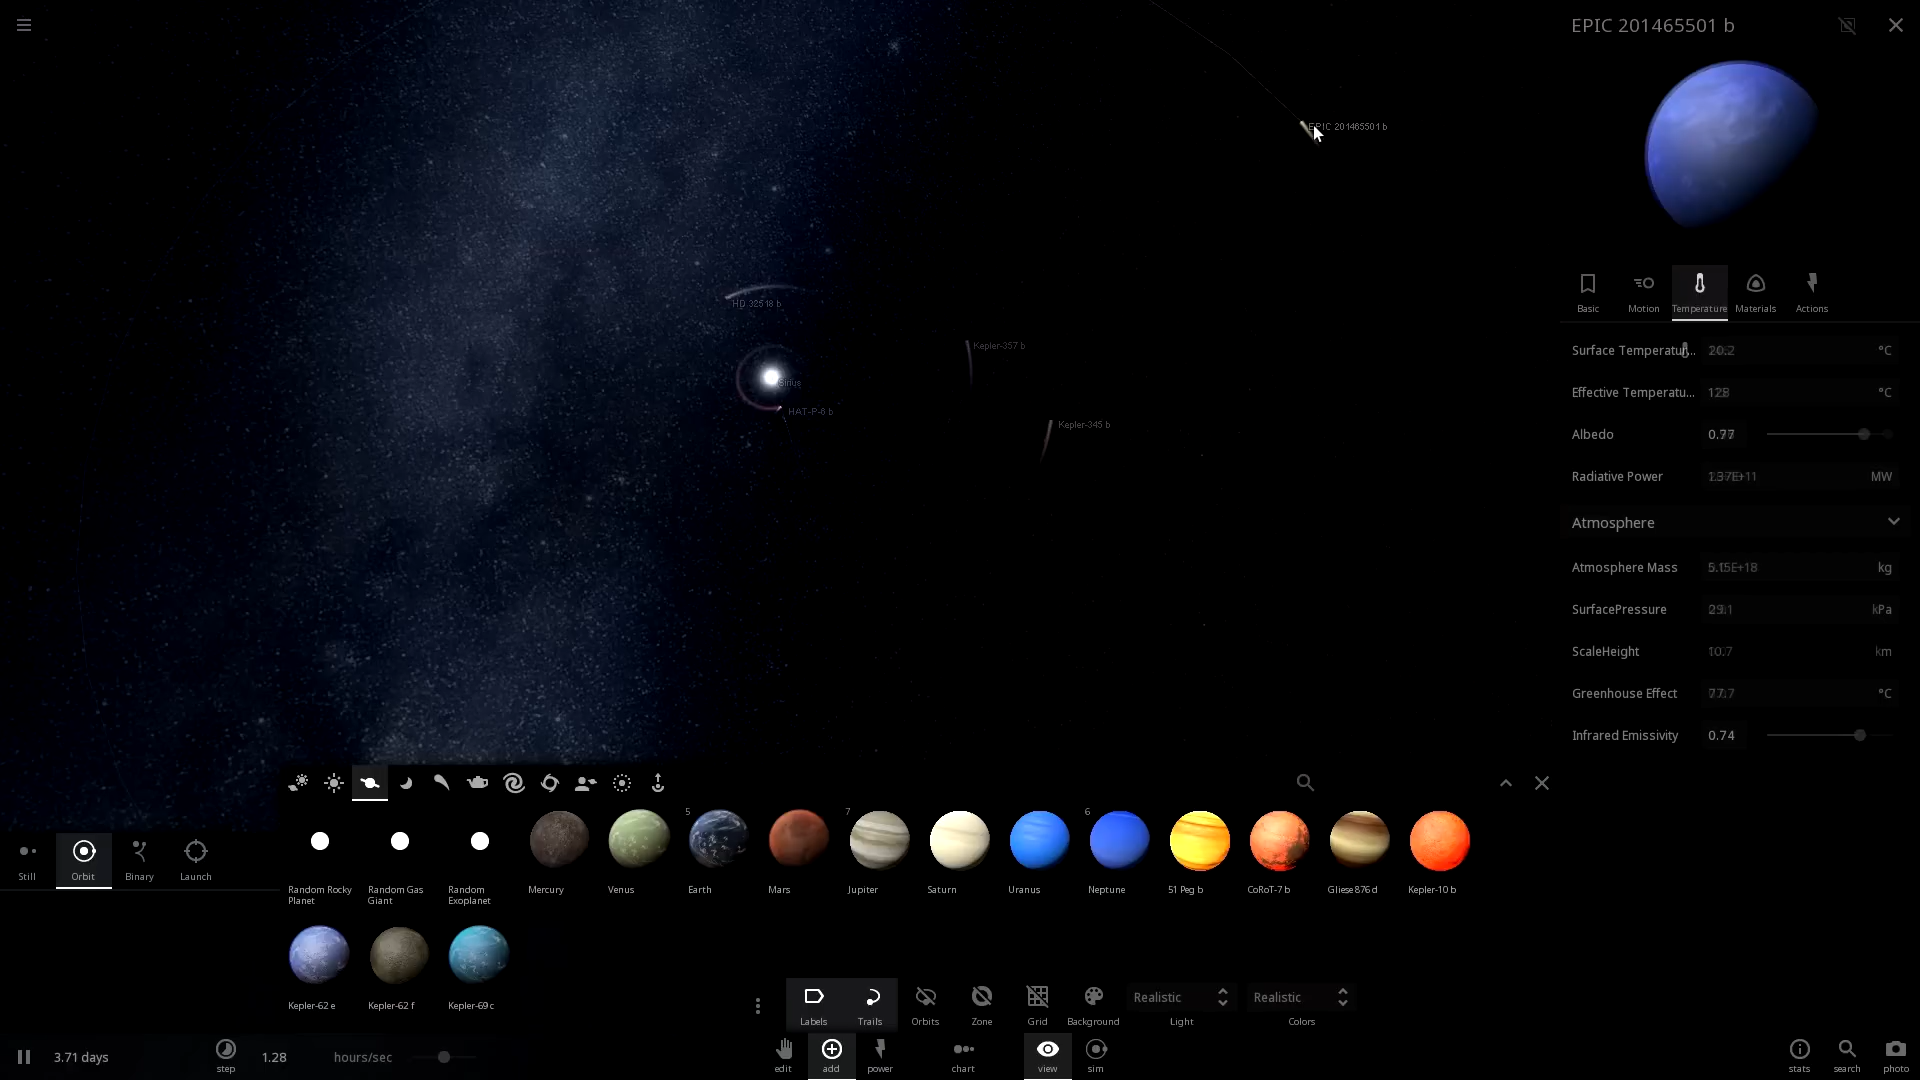 EPIC 201465501 b
EPIC 201465501 b
HD 32518 b
Kepler-357 b
Sirius
HAT-P-6 b
Kepler-345 b
Basic
Motion
Temperature
Materials
Actions
Surface Temperatur...
°C
Effective Temperatu...
°C
Albedo
0.77
Radiative Power
MW
Atmosphere
Atmosphere Mass
kg
SurfacePressure
kPa
ScaleHeight
10.7
km
Greenhouse Effect
77.7
°C
Infrared Emissivity
0.74
Still
Orbit
Binary
Launch
Random Rocky
Planet
Random Gas
Giant
Random
Exoplanet
Mercury
Venus
5
Earth
Mars
7
Jupiter
Saturn
Uranus
6
Neptune
51 Peg b
CoRoT-7 b
Gliese 876 d
Kepler-10 b
Kepler-62 e
Kepler-62 f
Kepler-69 c
Labels
Trails
Orbits
Zone
Grid
Background
Realistic
Light
Realistic
Colors
3.71 days
step
1.28
hours/sec
edit
add
power
chart
view
sim
stats
search
photo